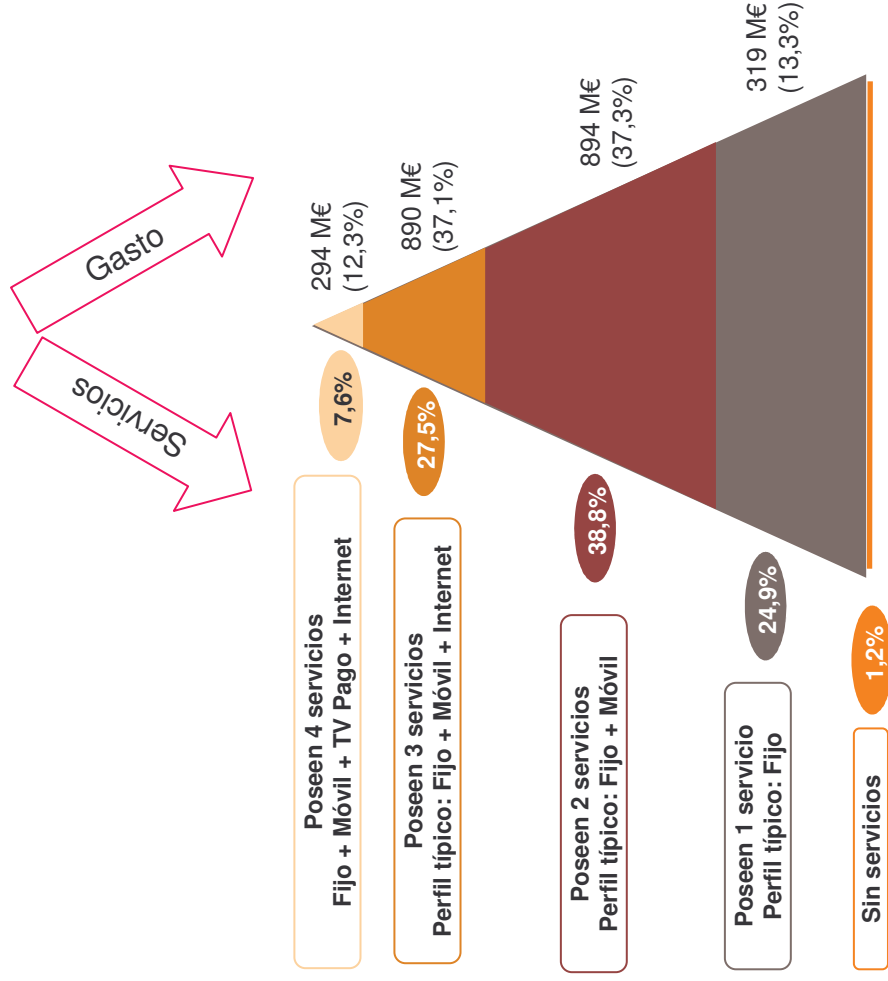 Servicios
Gasto
Poseen 4 servicios
Fijo + Móvil + TV Pago + Internet
7,6%
294 M€
(12,3%)
Poseen 3 servicios
Perfil típico: Fijo + Móvil + Internet
27,5%
890 M€
(37,1%)
Poseen 2 servicios
Perfil típico: Fijo + Móvil
38,8%
894 M€
(37,3%)
Poseen 1 servicio
Perfil típico: Fijo
24,9%
319 M€
(13,3%)
Sin servicios
1,2%